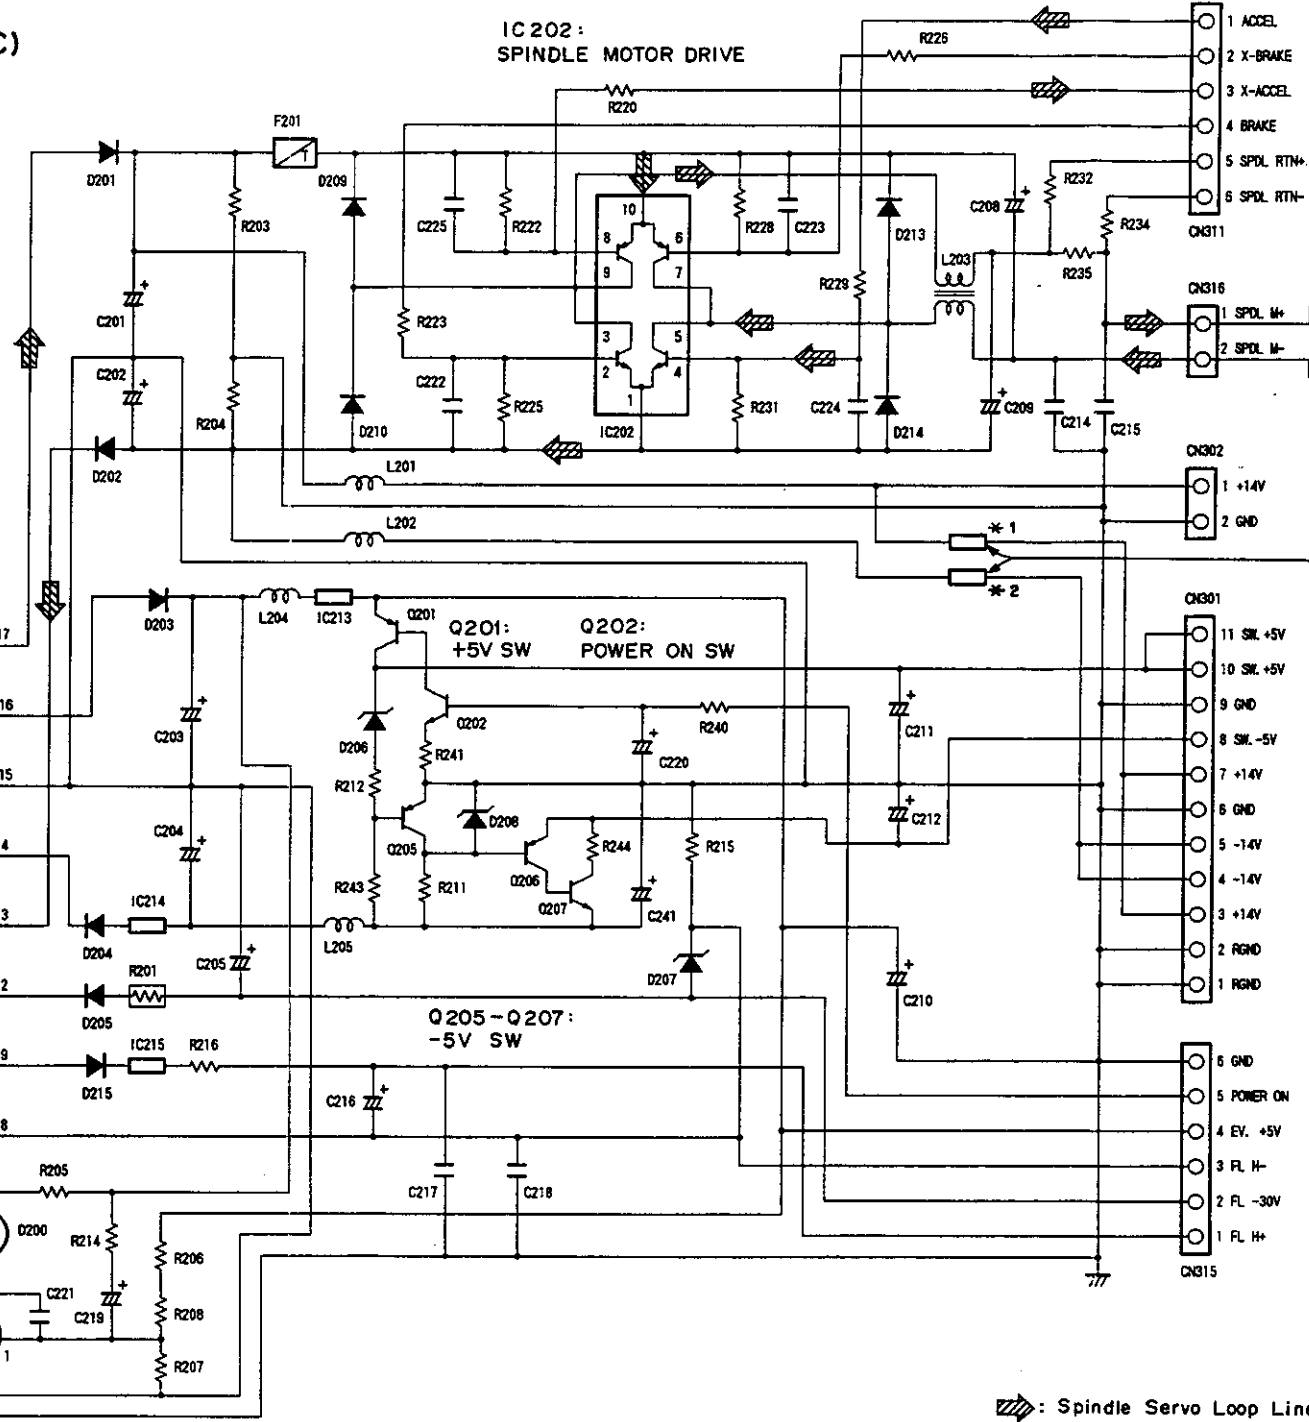 C)
IC202:
SPINDLE MOTOR DRIVE
R226
R220
1 ACCEL
2 X-BRAKE
3 X-ACCEL
4 BRAKE
5 SPDL RTN+
6 SPDL RTN-
CN311
F201
T
D201
D209
R203
C225
R222
10
8
6
9
7
3
5
2
4
1
IC202
R228
C223
D213
C208
+
R232
R234
R235
L203
R229
CN316
1 SPDL M+
2 SPDL M-
C201
+
R223
C202
+
C222
R225
R204
D210
R231
C224
D214
+
C209
C214
C215
D202
L201
L202
CN302
1 +14V
2 GND
* 1
* 2
17
D203
L204
IC213
Q201
Q201:
+5V SW
Q202:
POWER ON SW
CN301
11 SW. +5V
10 SW. +5V
9 GND
8 SW. -5V
7 +14V
6 GND
5 -14V
4 -14V
3 +14V
2 RGND
1 RGND
16
+
C203
D206
Q202
R241
R240
+
C220
+
C211
15
R212
C204
+
D208
Q205
+
C212
4
R244
R215
Q206
R243
R211
Q207
+
C241
3
IC214
D204
L205
C205
+
R201
2
D205
D207
+
C210
Q205-Q207:
-5V SW
9
IC215
R216
D215
C216
+
6 GND
5 POWER ON
4 EV. +5V
3 FL H-
2 FL -30V
1 FL H+
CN315
8
R205
C217
C218
D200
R214
R206
C221
+
C219
R208
1
R207
: Spindle Servo Loop Line